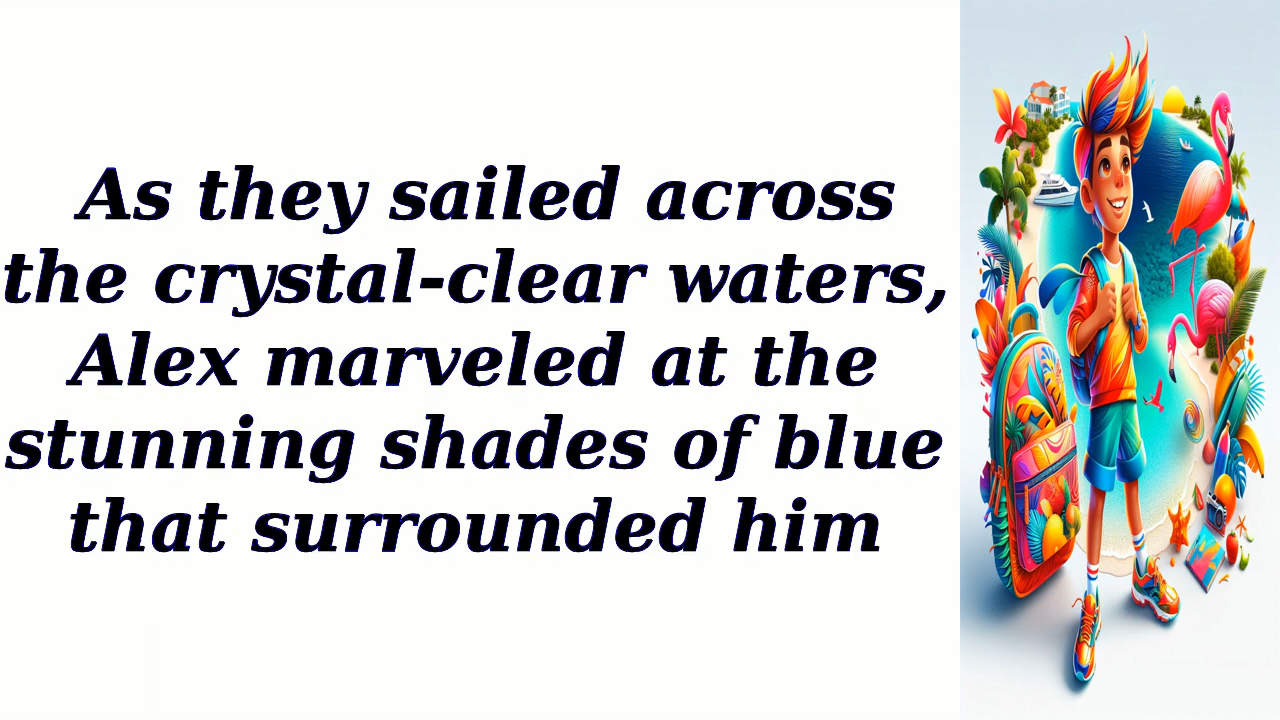 As they sailed across
the crystal-clear waters,
Alex marveled at the
stunning shades of blue
that surrounded him